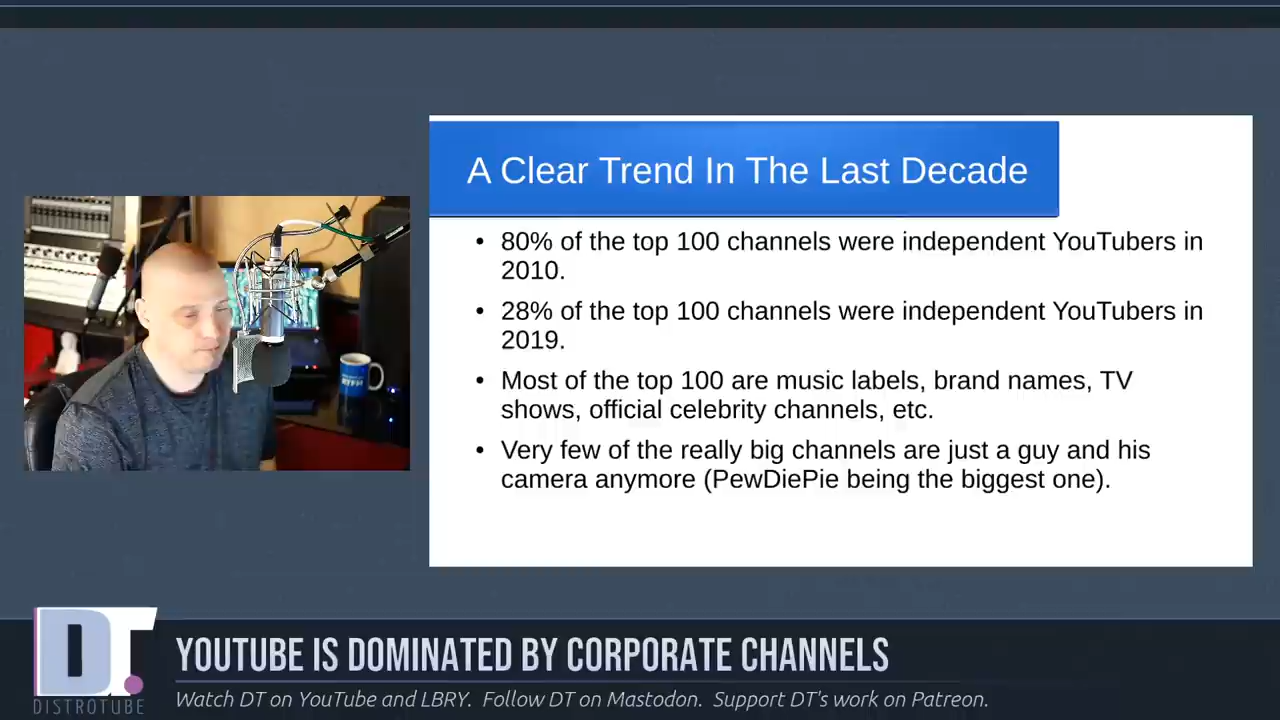 A Clear Trend In The Last Decade
• 80% of the top 100 channels were independent YouTubers in
2010.
• 28% of the top 100 channels were independent YouTubers in
2019.
• Most of the top 100 are music labels, brand names, TV
shows, official celebrity channels, etc.
• Very few of the really big channels are just a guy and his
camera anymore (PewDiePie being the biggest one).
DT
DISTROTUBE
YOUTUBE IS DOMINATED BY CORPORATE CHANNELS
Watch DT on YouTube and LBRY. Follow DT on Mastodon. Support DT's work on Patreon.